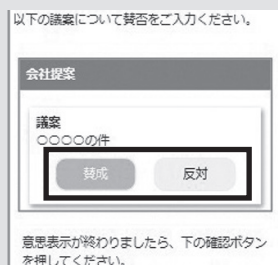 以下の議案について賛否をご入力ください。
会社提案
議案
○○○○の件
賛成
反対
意思表示が終わりましたら、下の確認ボタン
を押してください。